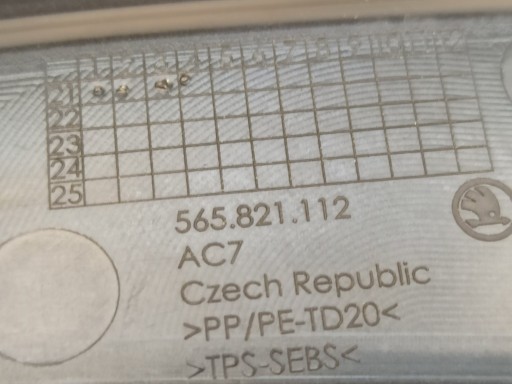 21
22
23
24
25
565.821.112
AC7
Czech Republic
>PP/PE-TD20<
>TPS-SEBS<